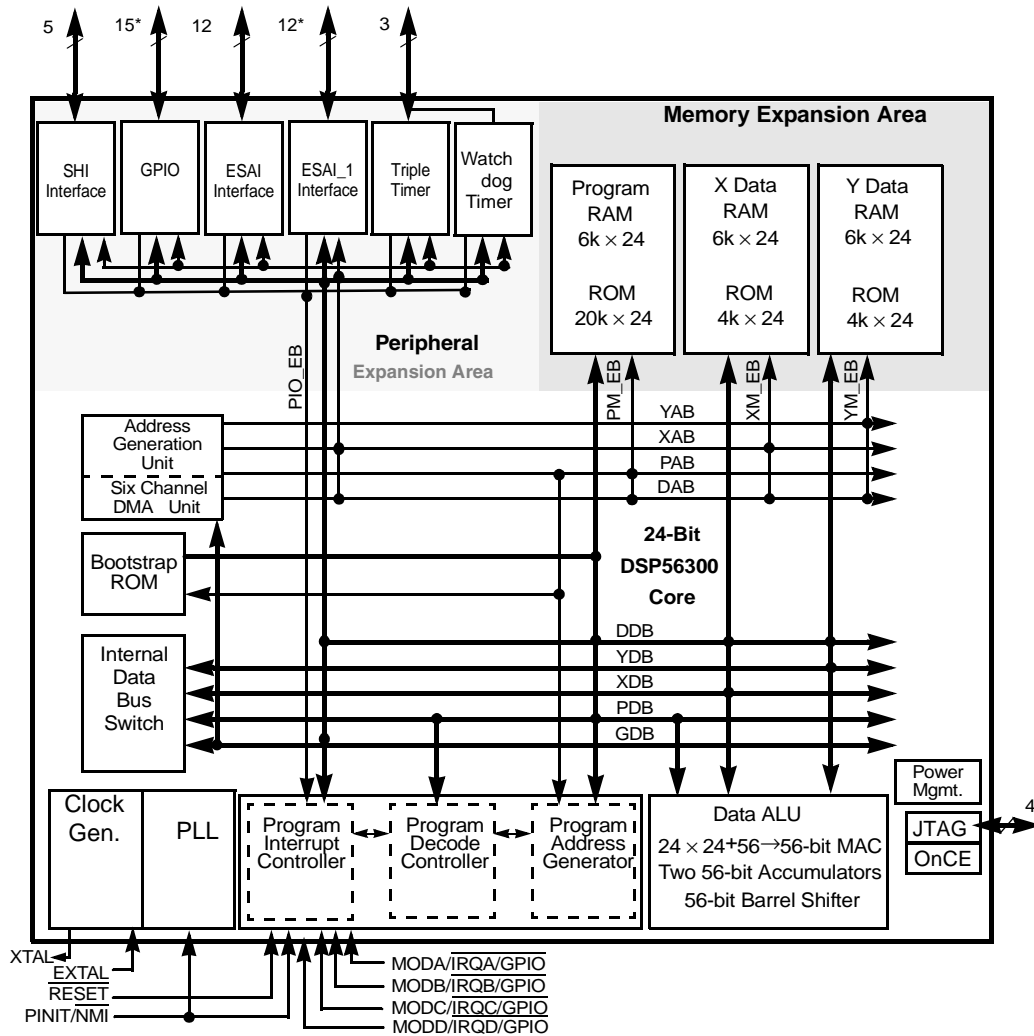 5
15*
12
12*
3
Memory Expansion Area
SHI
Interface
GPIO
ESAI
Interface
ESAI_1
Interface
Triple
Timer
Watch
dog
Timer
Program
RAM
6k × 24
ROM
20k × 24
X Data
RAM
6k × 24
ROM
4k × 24
Y Data
RAM
6k × 24
ROM
4k × 24
Peripheral
Expansion Area
PIO_EB
PM_EB
XM_EB
YM_EB
Address
Generation
Unit
Six Channel
DMA Unit
YAB
XAB
PAB
DAB
24-Bit
DSP56300
Core
Bootstrap
ROM
Internal
Data
Bus
Switch
DDB
YDB
XDB
PDB
GDB
Power
Mgmt.
JTAG
OnCE
4
Clock
Gen.
PLL
Program
Interrupt
Controller
Program
Decode
Controller
Program
Address
Generator
Data ALU
24 × 24+56→56-bit MAC
Two 56-bit Accumulators
56-bit Barrel Shifter
XTAL
EXTAL
RESET
PINIT/NMI
MODA/IRQA/GPIO
MODB/IRQB/GPIO
MODC/IRQC/GPIO
MODD/IRQD/GPIO